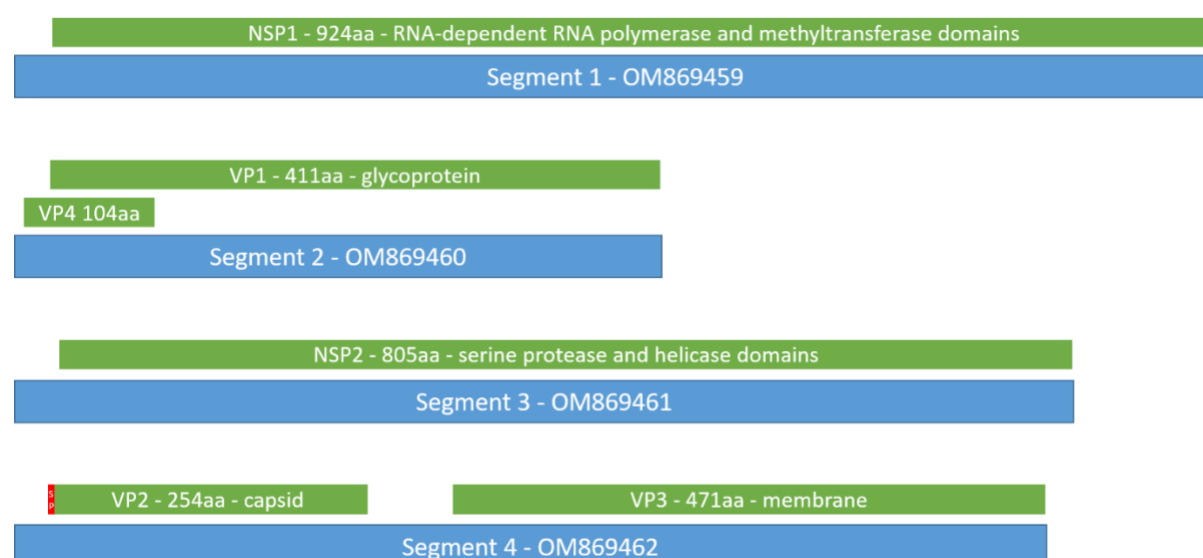 NSP1 - 924aa - RNA-dependent RNA polymerase and methyltransferase domains
Segment 1 - OM869459
VP1 - 411aa - glycoprotein
VP4 104aa
Segment 2 - OM869460
NSP2 - 805aa - serine protease and helicase domains
Segment 3 - OM869461
SP
VP2 - 254aa - capsid
VP3 - 471aa - membrane
Segment 4 - OM869462